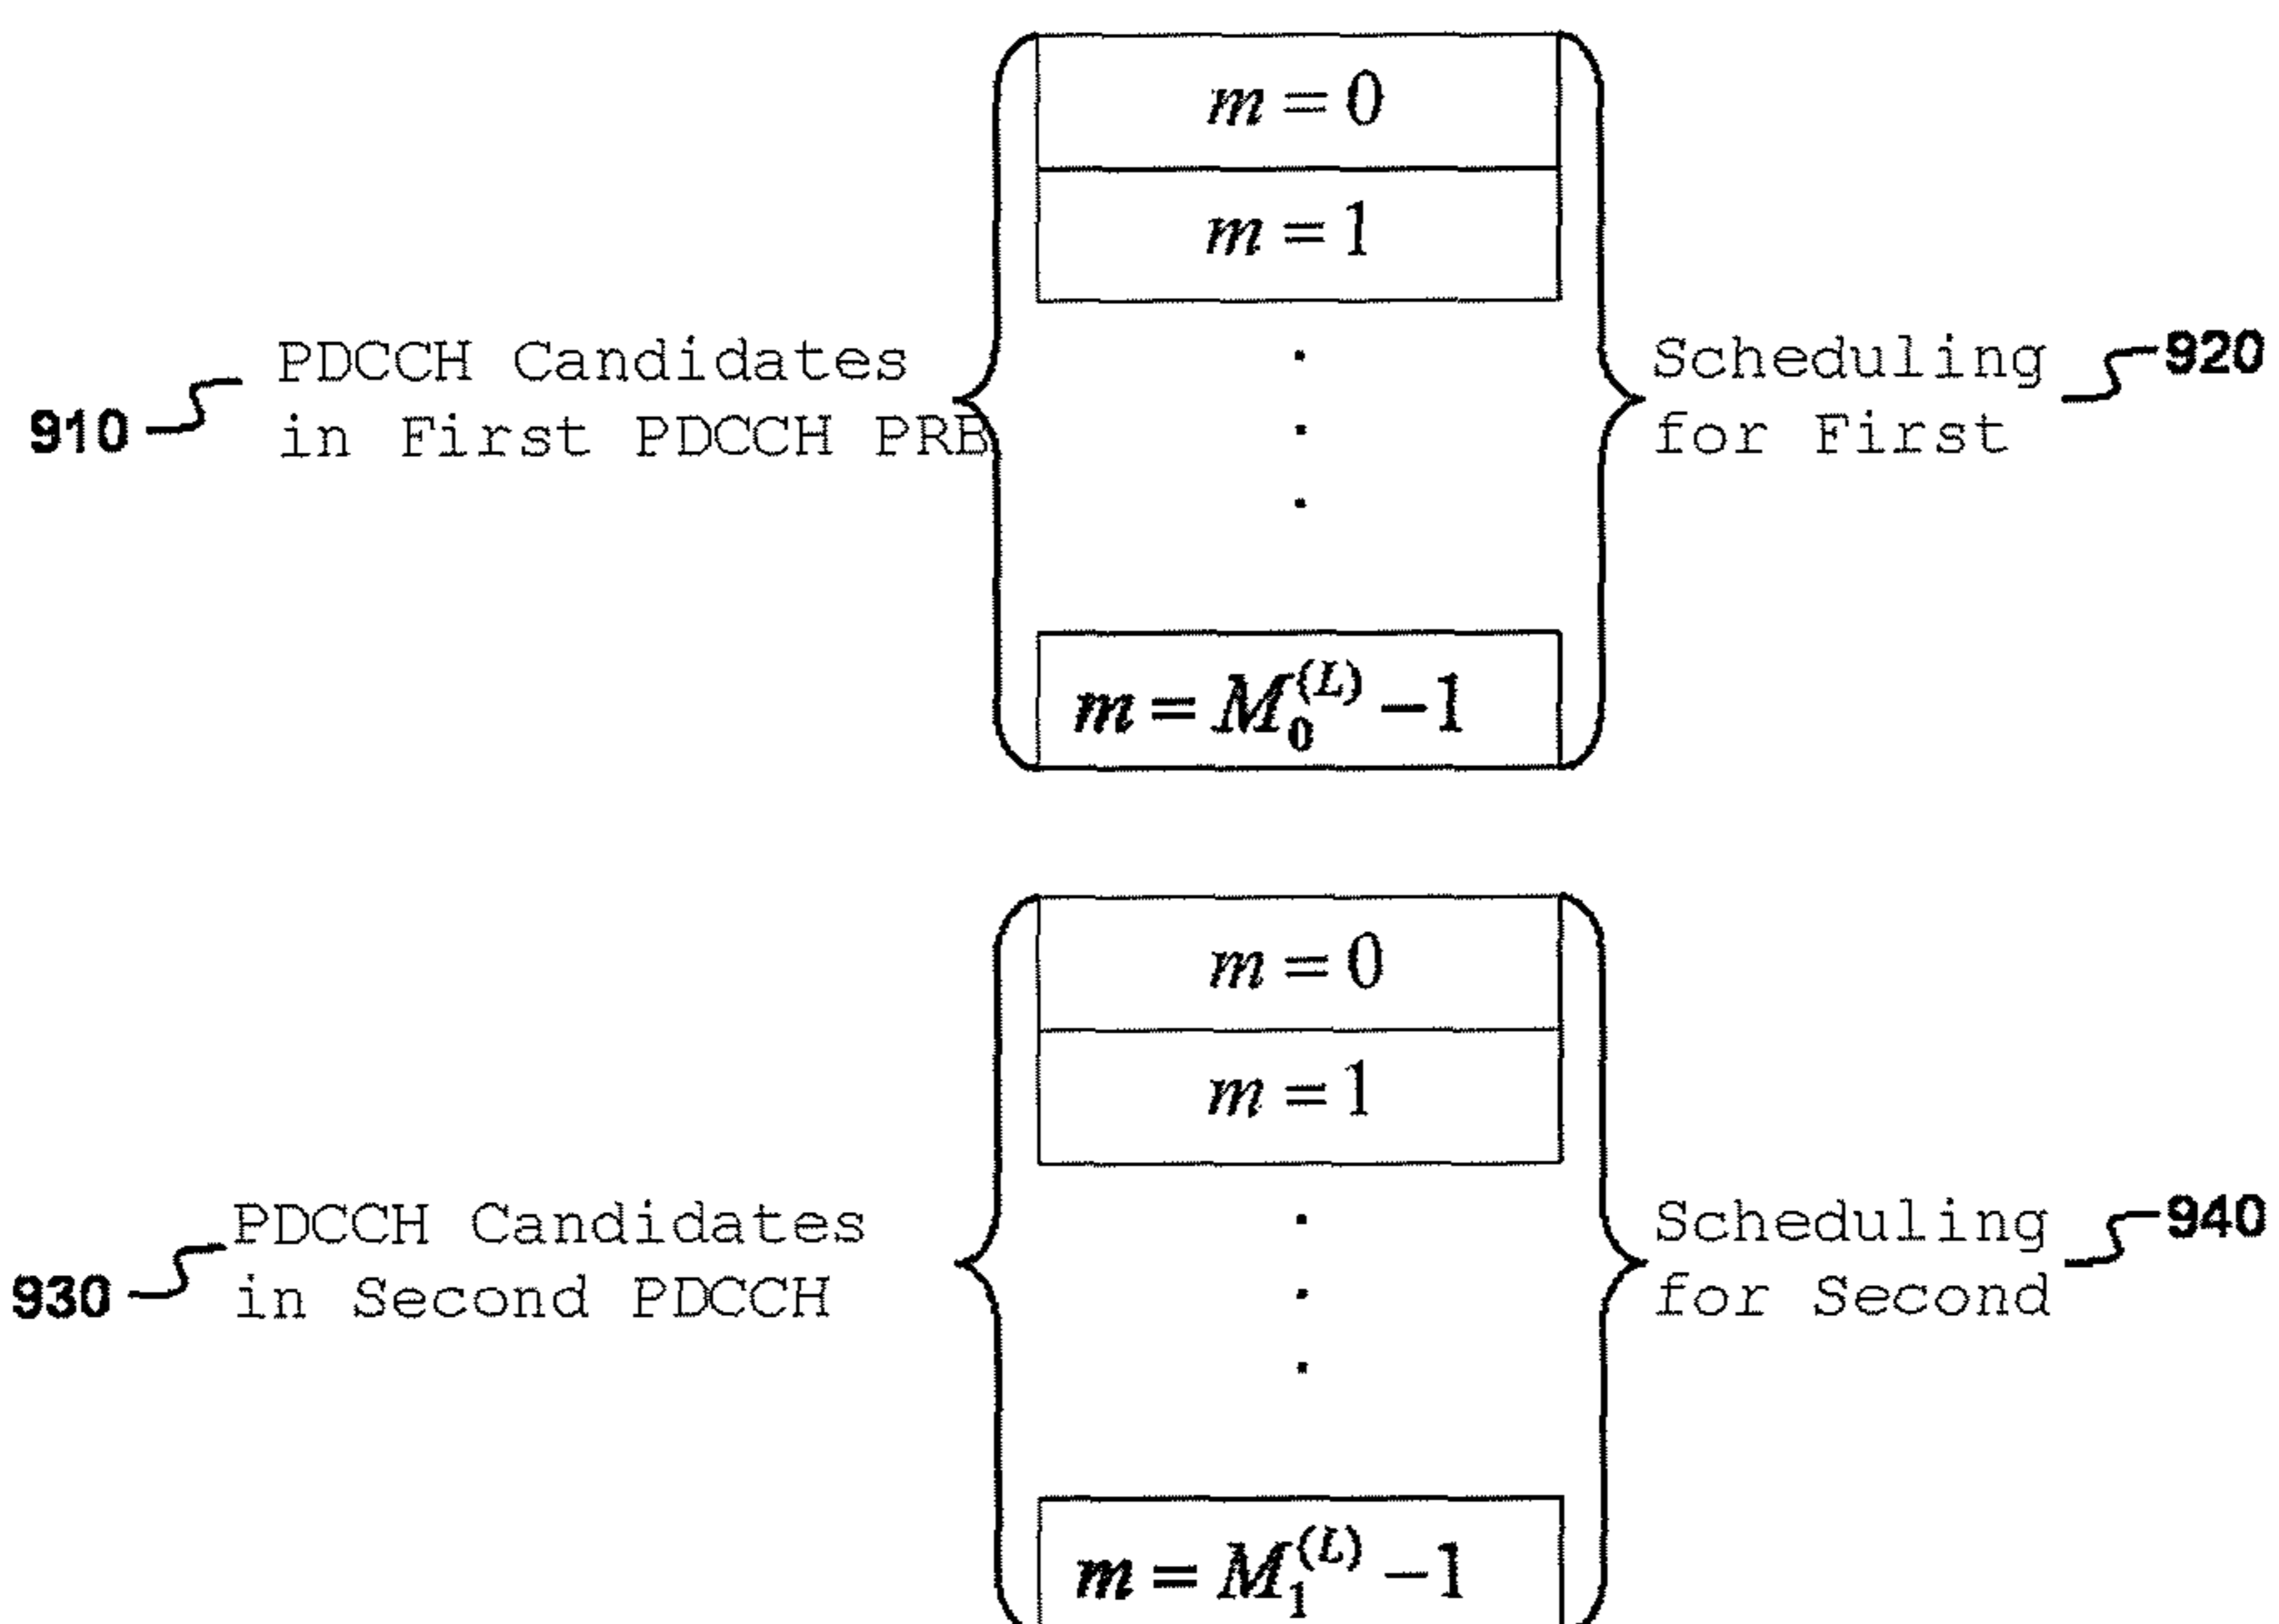 m = 0
m = 1
PDCCH Candidates
in First PDCCH PRB
910
Scheduling
for First
920
m = M_0^{(L)} - 1
m = 0
m = 1
PDCCH Candidates
in Second PDCCH
930
Scheduling
for Second
940
m = M_1^{(L)} - 1